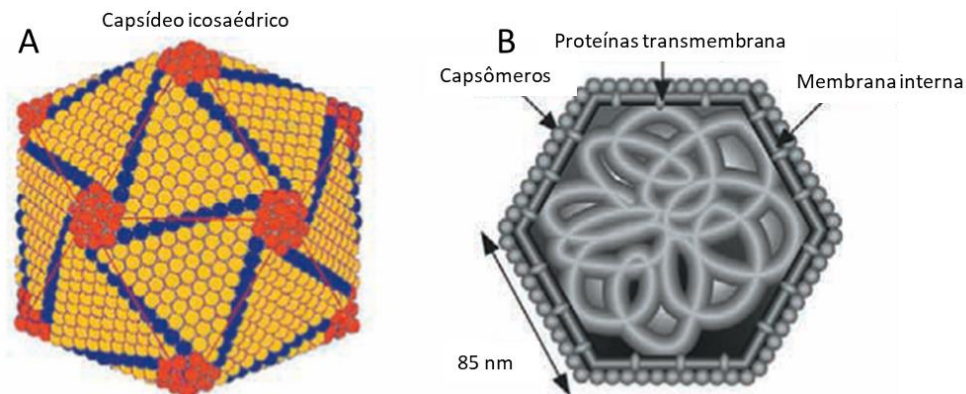 Capsídeo icosaédrico
A
B
Proteínas transmembrana
Capsômeros
Membrana interna
85 nm